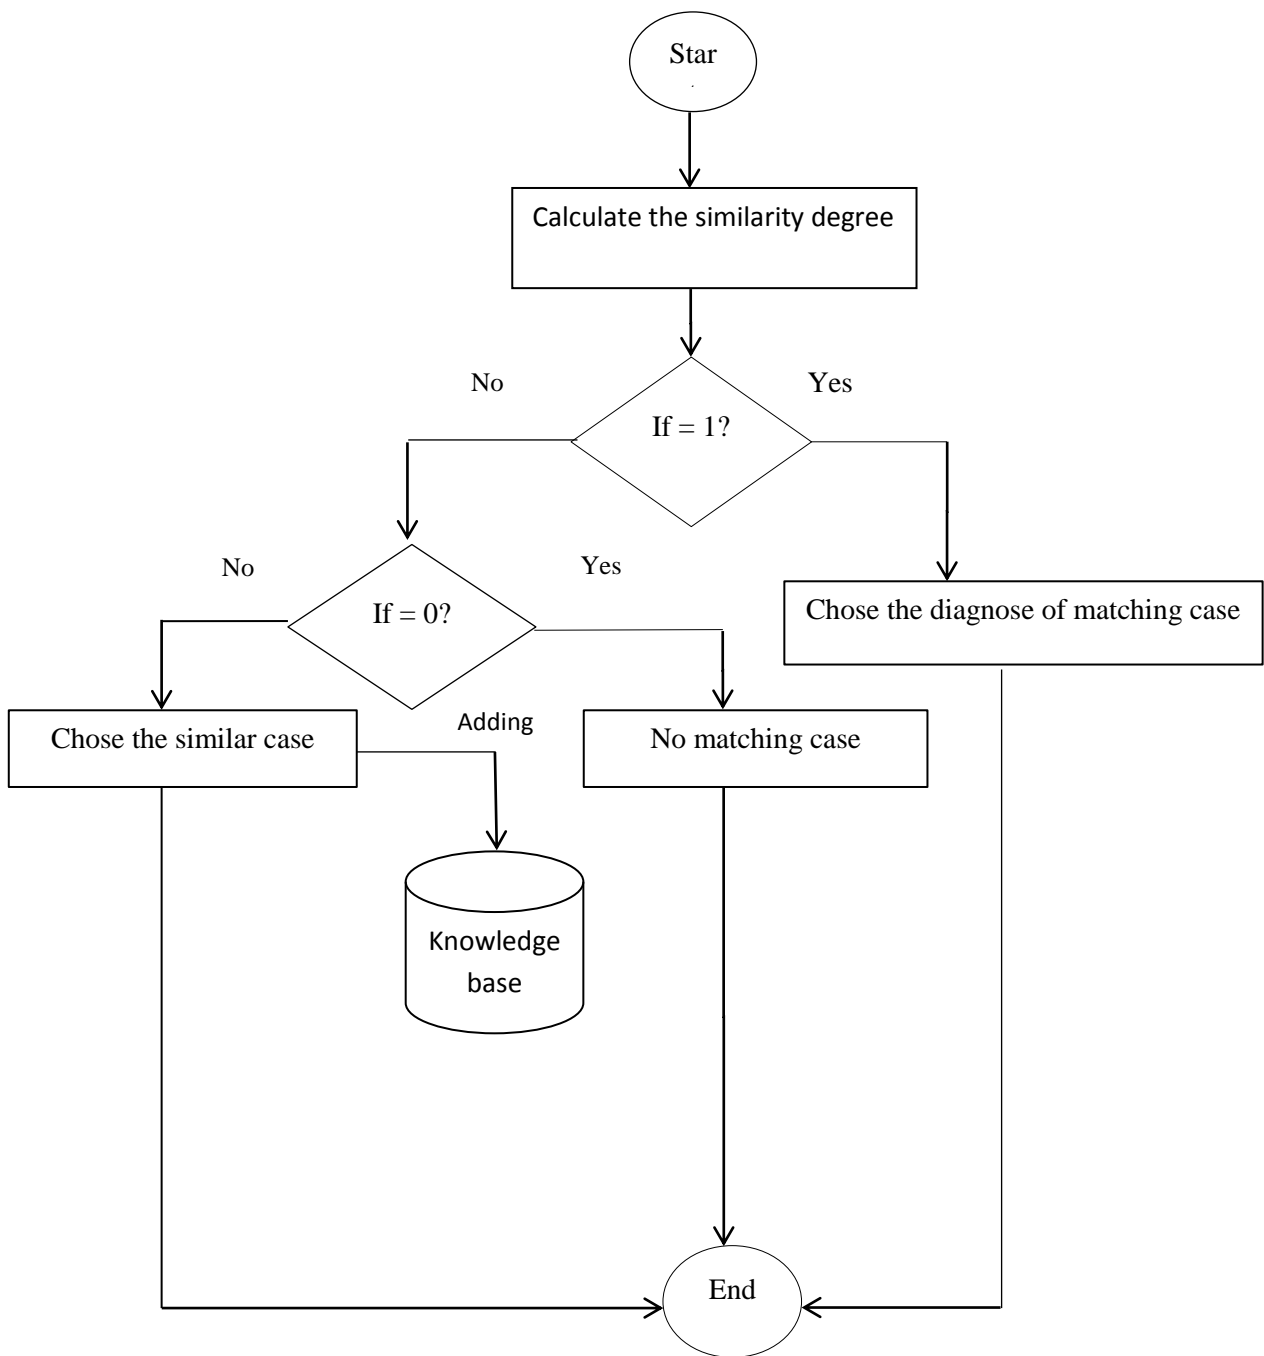 Star
Calculate the similarity degree
No
Yes
If = 1?
No
Yes
If = 0?
Chose the diagnose of matching case
Chose the similar case
Adding
No matching case
Knowledge
base
End